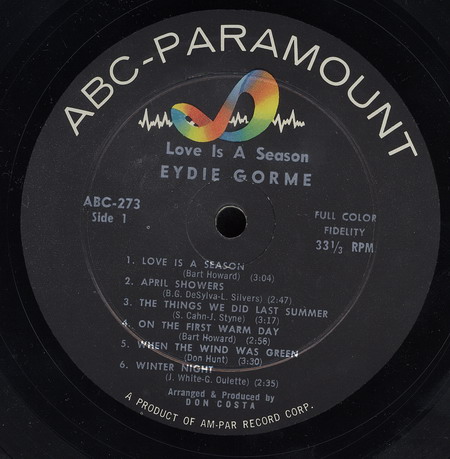 ABC-PARAMOUNT
Love Is A Season
EYDIE GORME
ABC-273
Side 1
FULL COLOR
FIDELITY
33 1/3 RPM
1. LOVE IS A SEASON
(Bart Howard) (3:04)
2. APRIL SHOWERS
(B.G. DeSylva-L. Silvers) (2:47)
3. THE THINGS WE DID LAST SUMMER
(S. Cahn-J. Styne) (3:17)
4. ON THE FIRST WARM DAY
(Bart Howard) (2:56)
5. WHEN THE WIND WAS GREEN
(Don Hunt) (3:30)
6. WINTER NIGHT
(J. White-G. Oulette) (2:35)
Arranged & Produced by
DON COSTA
A PRODUCT OF AM-PAR RECORD CORP.